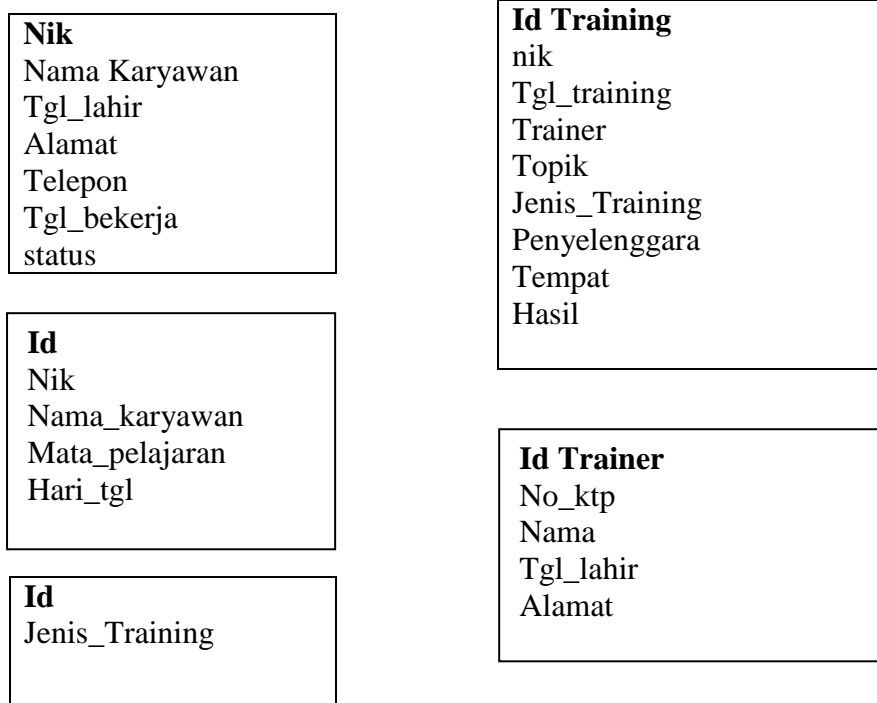 Nik
Nama Karyawan
Tgl_lahir
Alamat
Telepon
Tgl_bekerja
status
Id
Nik
Nama_karyawan
Mata_pelajaran
Hari_tgl
Id
Jenis_Training
Id Training
nik
Tgl_training
Trainer
Topik
Jenis_Training
Penyelenggara
Tempat
Hasil
Id Trainer
No_ktp
Nama
Tgl_lahir
Alamat